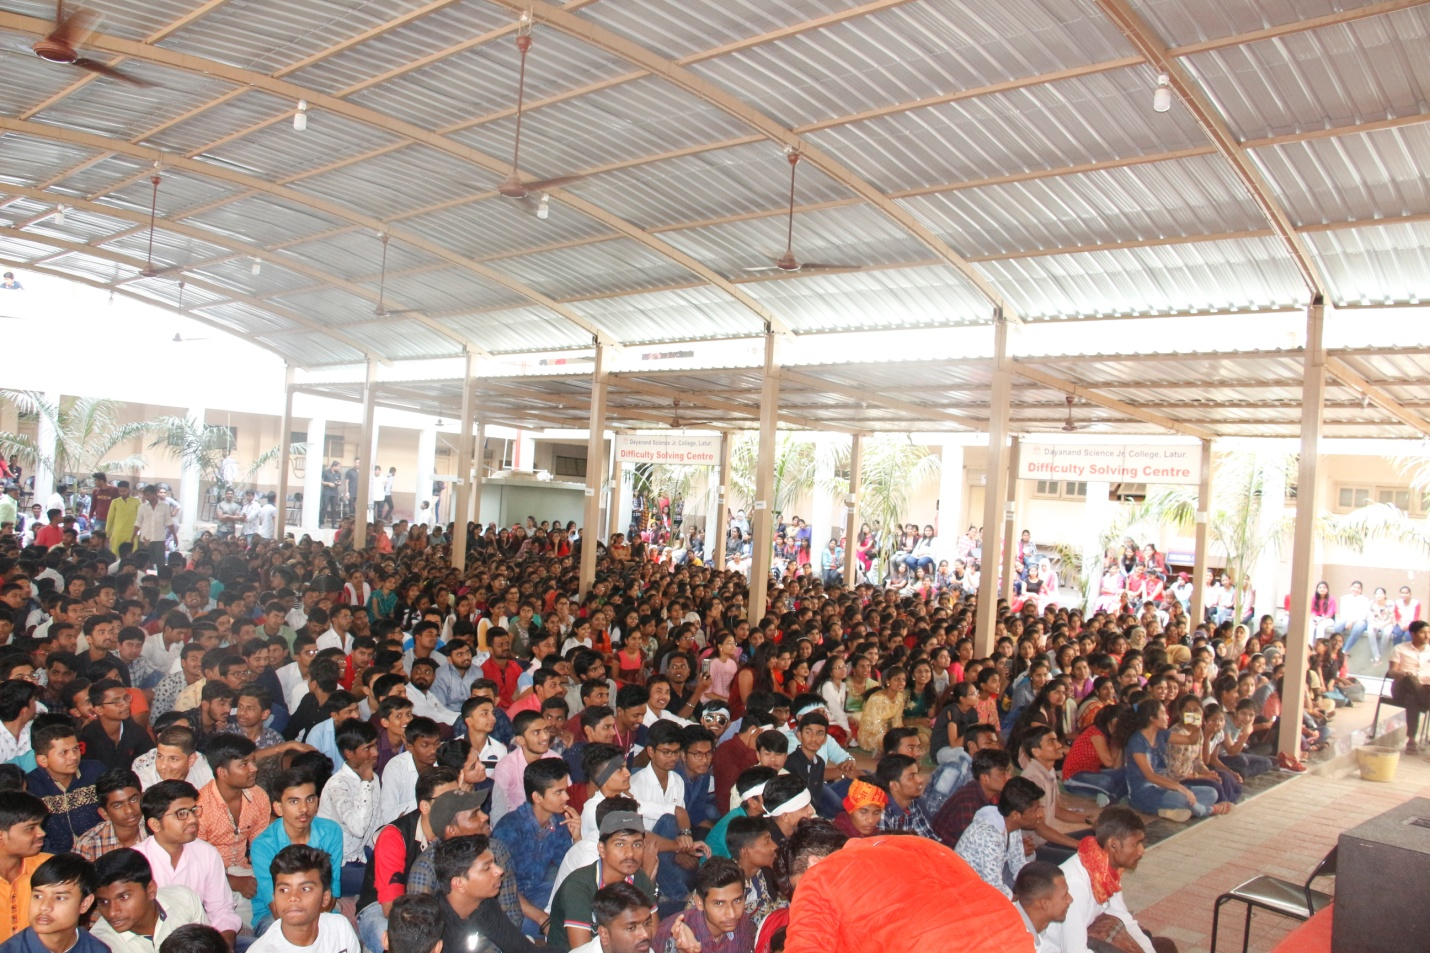 Dayanand Science Jr. College, Latur.
Difficulty Solving Centre
Dayanand Science Jr. College, Latur.
Difficulty Solving Centre